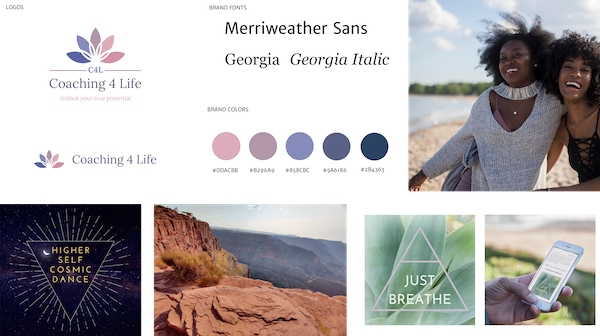 LOGOS
C4L
Coaching 4 Life
Unlock your true potential
Coaching 4 Life
BRAND FONTS
Merriweather Sans
Georgia Georgia Italic
BRAND COLORS
#DDACBB #B296A9 #858CBC #5A6186 #284363
HIGHER
SELF
COSMIC
DANCE
JUST
BREATHE